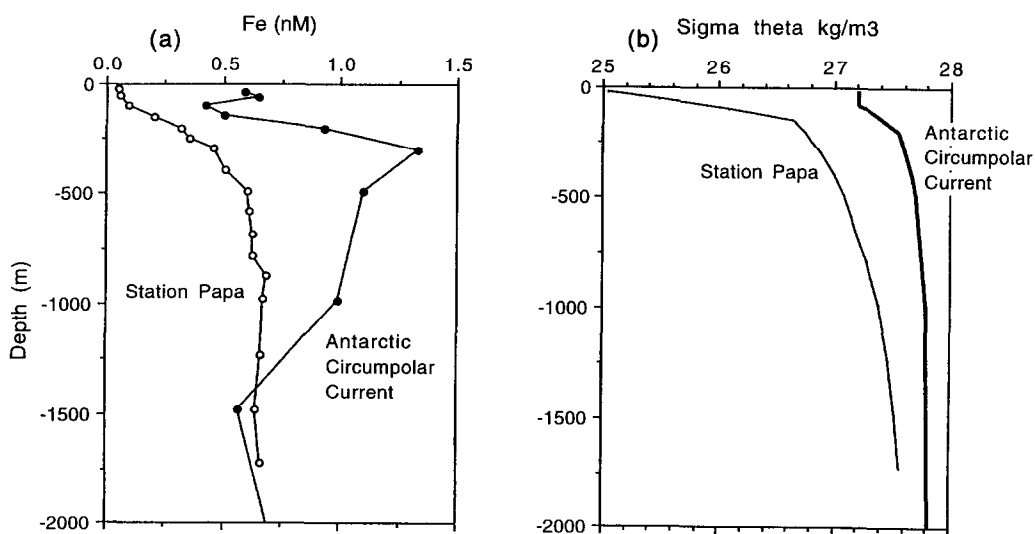 Fe (nM)
(a)
0
0.5
1.0
1.5
0
-500
-1000
-1500
-2000
Depth (m)
Station Papa
Antarctic
Circumpolar
Current
Sigma theta kg/m3
(b)
25
26
27
28
0
-500
-1000
-1500
-2000
Station Papa
Antarctic
Circumpolar
Current